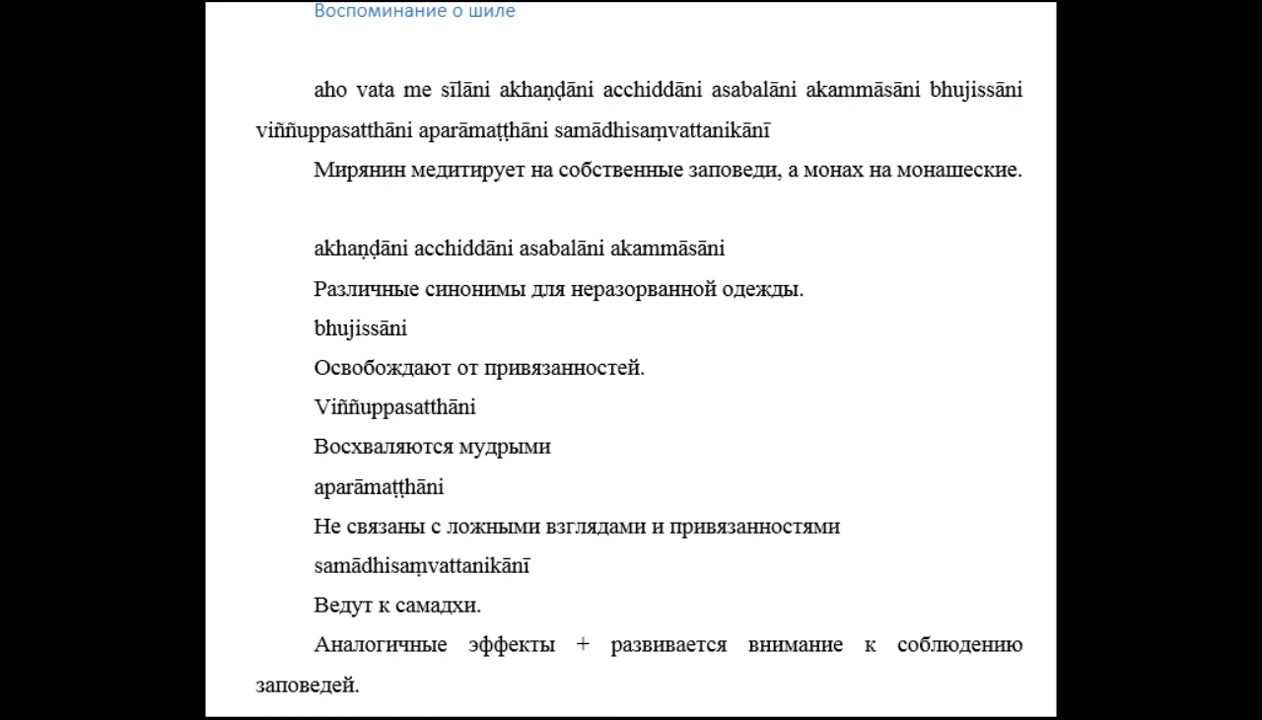 Воспоминание о шиле
aho vata me sīlāni akhaṇḍāni acchiddāni asabalāni akammāsāni bhujissāni
viññuppasatthāni aparāmaṭṭhāni samādhisaṃvattanikānī
Мирянин медитирует на собственные заповеди, а монах на монашеские.
akhaṇḍāni acchiddāni asabalāni akammāsāni
Различные синонимы для неразорванной одежды.
bhujissāni
Освобождают от привязанностей.
Viññuppasatthāni
Восхваляются мудрыми
aparāmaṭṭhāni
Не связаны с ложными взглядами и привязанностями
samādhisaṃvattanikānī
Ведут к самадхи.
Аналогичные эффекты + развивается внимание к соблюдению
заповедей.